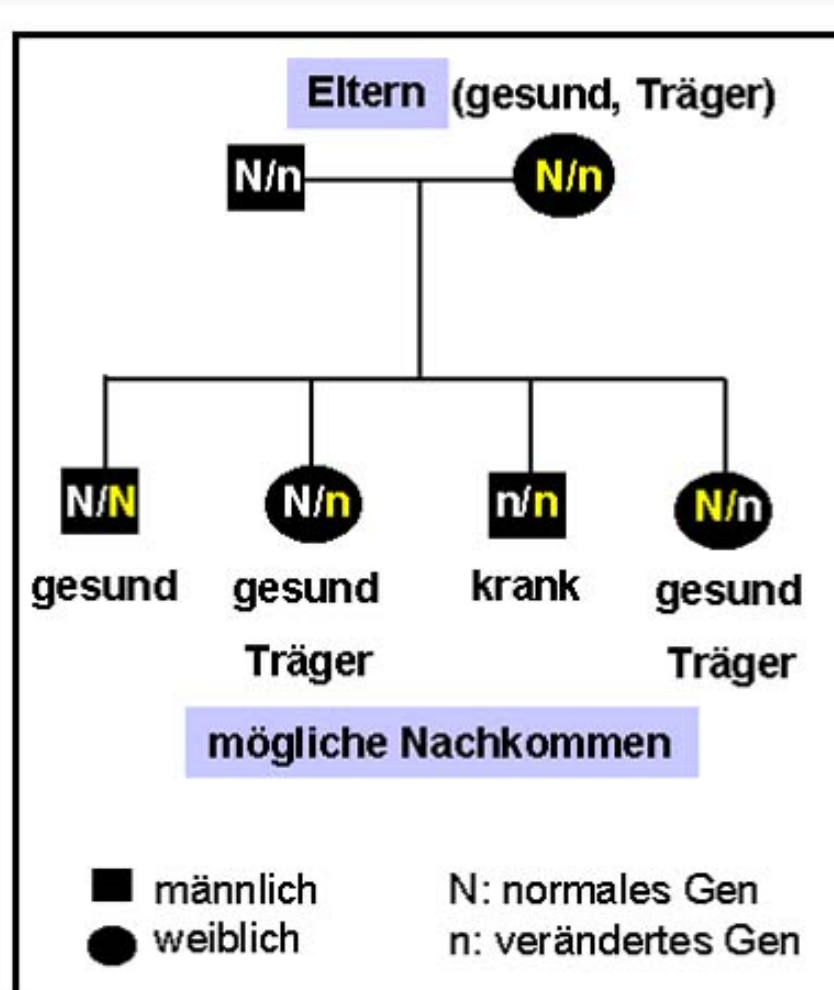 Eltern (gesund, Träger)
N/n N/n
N/N N/n n/n N/n
gesund gesund krank gesund
Träger Träger
mögliche Nachkommen
männlich N: normales Gen
weiblich n: verändertes Gen